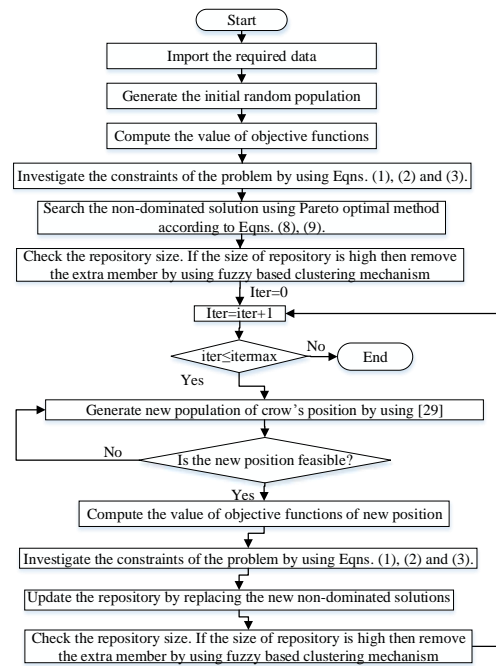 Start
Import the required data
Generate the initial random population
Compute the value of objective functions
Investigate the constraints of the problem by using Eqns. (1), (2) and (3).
Search the non-dominated solution using Pareto optimal method
according to Eqns. (8), (9).
Check the repository size. If the size of repository is high then remove
the extra member by using fuzzy based clustering mechanism
Iter=0
Iter=iter+1
iter≤itermax
No
End
Yes
Generate new population of crow's position by using [29]
No
Is the new position feasible?
Yes
Compute the value of objective functions of new position
Investigate the constraints of the problem by using Eqns. (1), (2) and (3).
Update the repository by replacing the new non-dominated solutions
Check the repository size. If the size of repository is high then remove
the extra member by using fuzzy based clustering mechanism